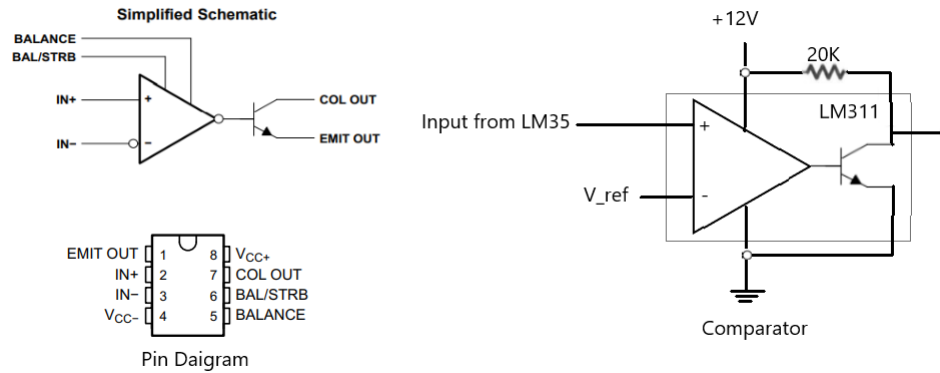 Simplified Schematic
BALANCE
BAL/STRB
IN+
+
COL OUT
IN−
−
EMIT OUT
EMIT OUT 1 8 VCC+
IN+ 2 7 COL OUT
IN− 3 6 BAL/STRB
VCC− 4 5 BALANCE
Pin Daigram
+12V
20K
LM311
Input from LM35
+
V_ref
-
Comparator